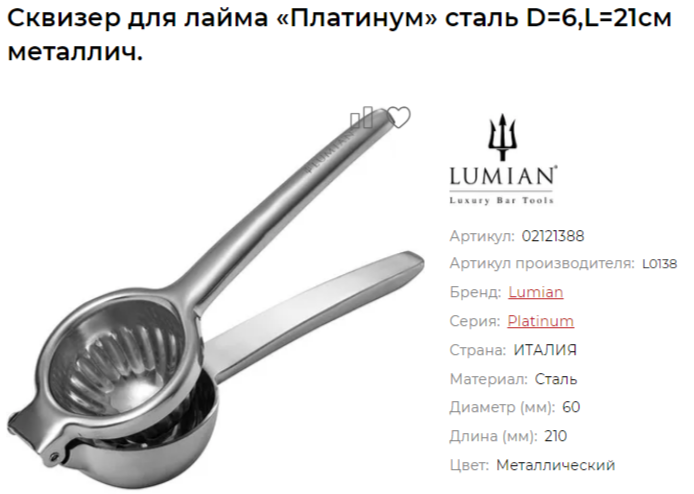 Сквизер для лайма «Платинум» сталь D=6,L=21см
металлич.
LUMIAN
LUMIAN®
Luxury Bar Tools
Артикул: 02121388
Артикул производителя: L0138
Бренд: Lumian
Серия: Platinum
Страна: ИТАЛИЯ
Материал: Сталь
Диаметр (мм): 60
Длина (мм): 210
Цвет: Металлический